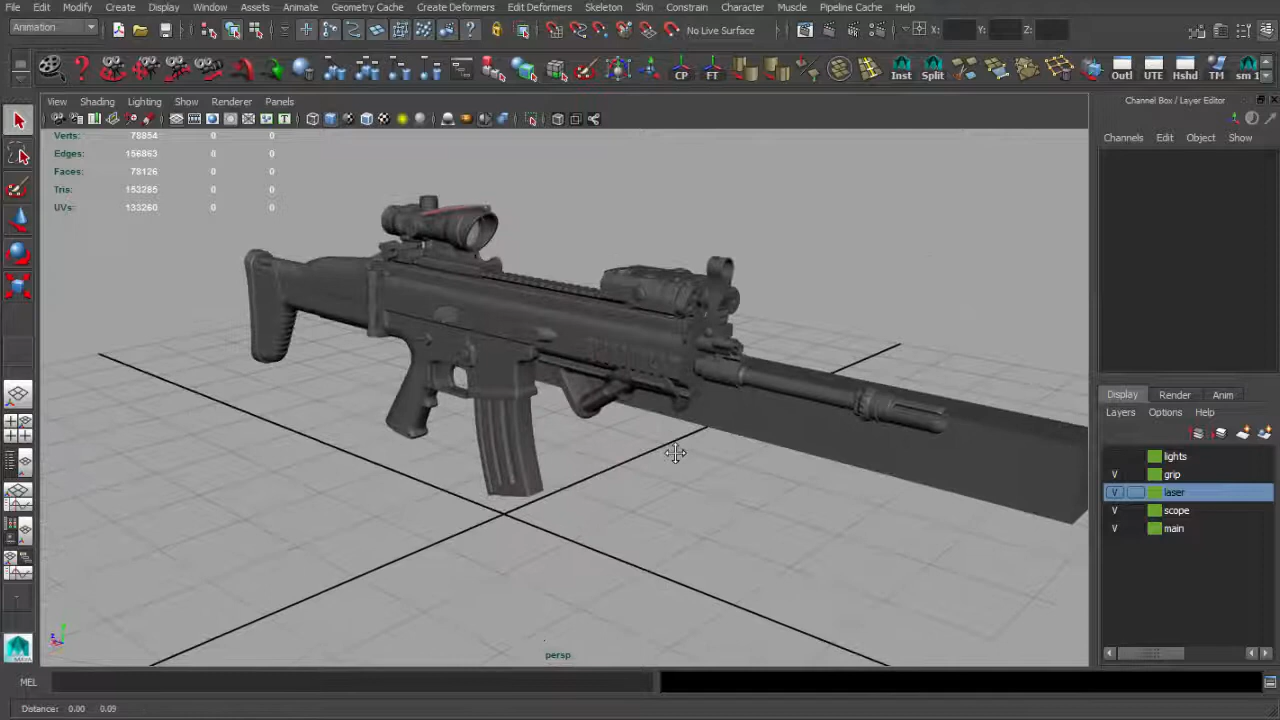 File Edit Modify Create Display Window Assets Animate Geometry Cache Create Deformers Edit Deformers Skeleton Skin Constrain Character Muscle Pipeline Cache Help
Animation No Live Surface X: Y: Z:
CP FT Inst Split Outl UTE Hshd TM sm 1
View Shading Lighting Show Renderer Panels
Channel Box / Layer Editor
Channels Edit Object Show
Verts: 78854 0 0
Edges: 156863 0 0
Faces: 78126 0 0
Tris: 153285 0 0
UVs: 133260 0 0
persp
Display Render Anim
Layers Options Help
lights
V grip
V laser
V scope
V main
MEL
Distance: 0.00 0.09